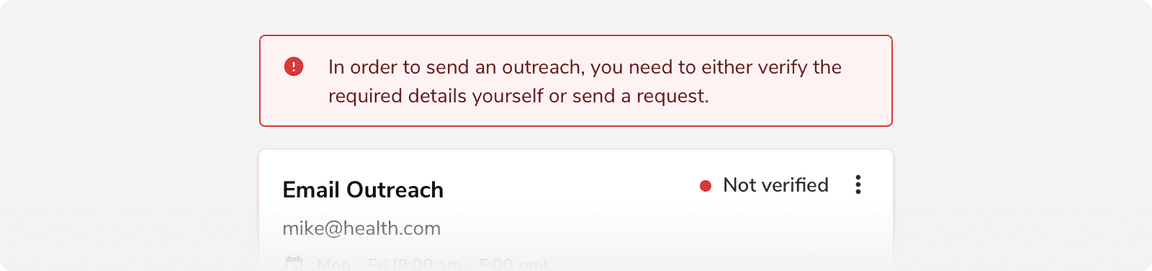 In order to send an outreach, you need to either verify the
required details yourself or send a request.
Email Outreach
Not verified
mike@health.com
Mon - Fri (9:00 am - 5:00 pm)